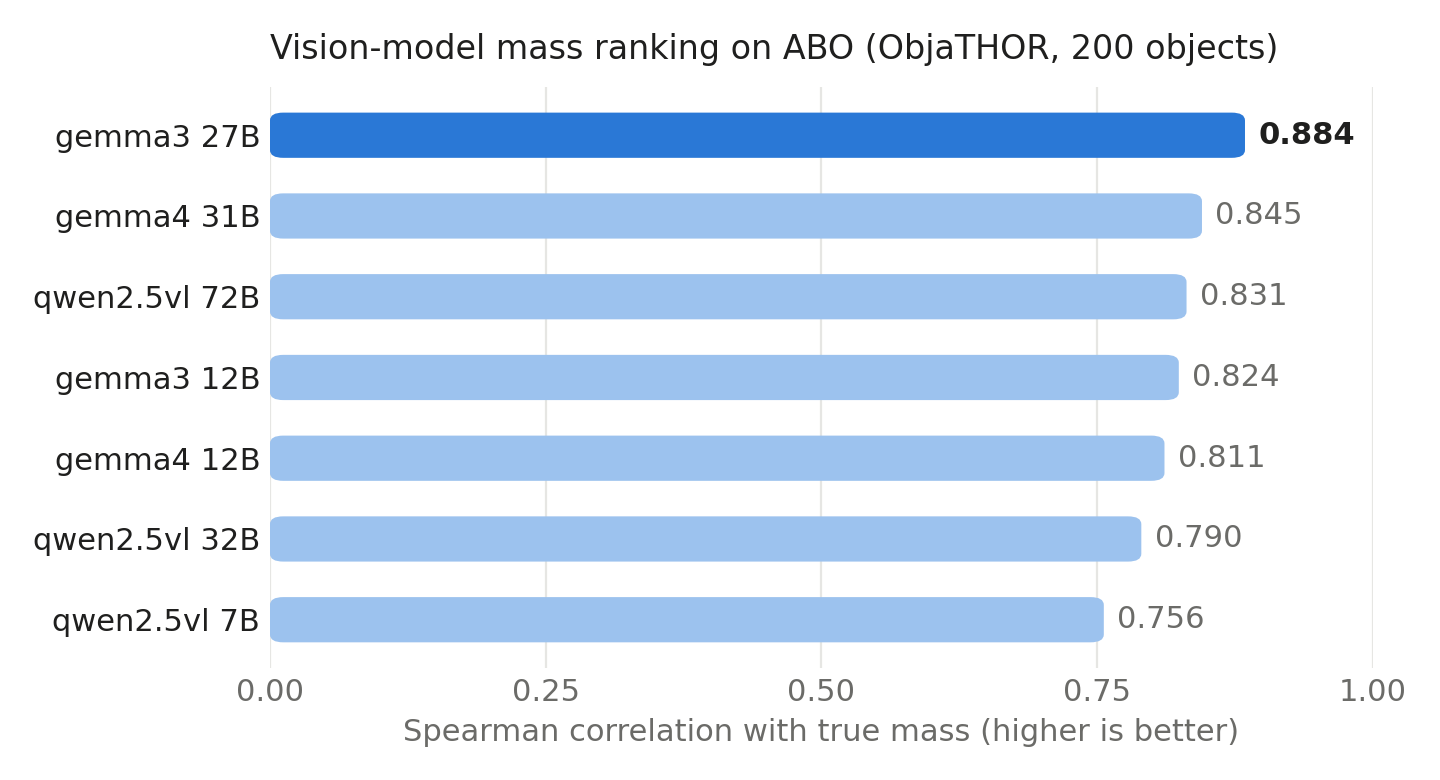 Vision-model mass ranking on ABO (ObjaTHOR, 200 objects)
gemma3 27B 0.884
gemma4 31B 0.845
qwen2.5vl 72B 0.831
gemma3 12B 0.824
gemma4 12B 0.811
qwen2.5vl 32B 0.790
qwen2.5vl 7B 0.756
0.00 0.25 0.50 0.75 1.00
Spearman correlation with true mass (higher is better)